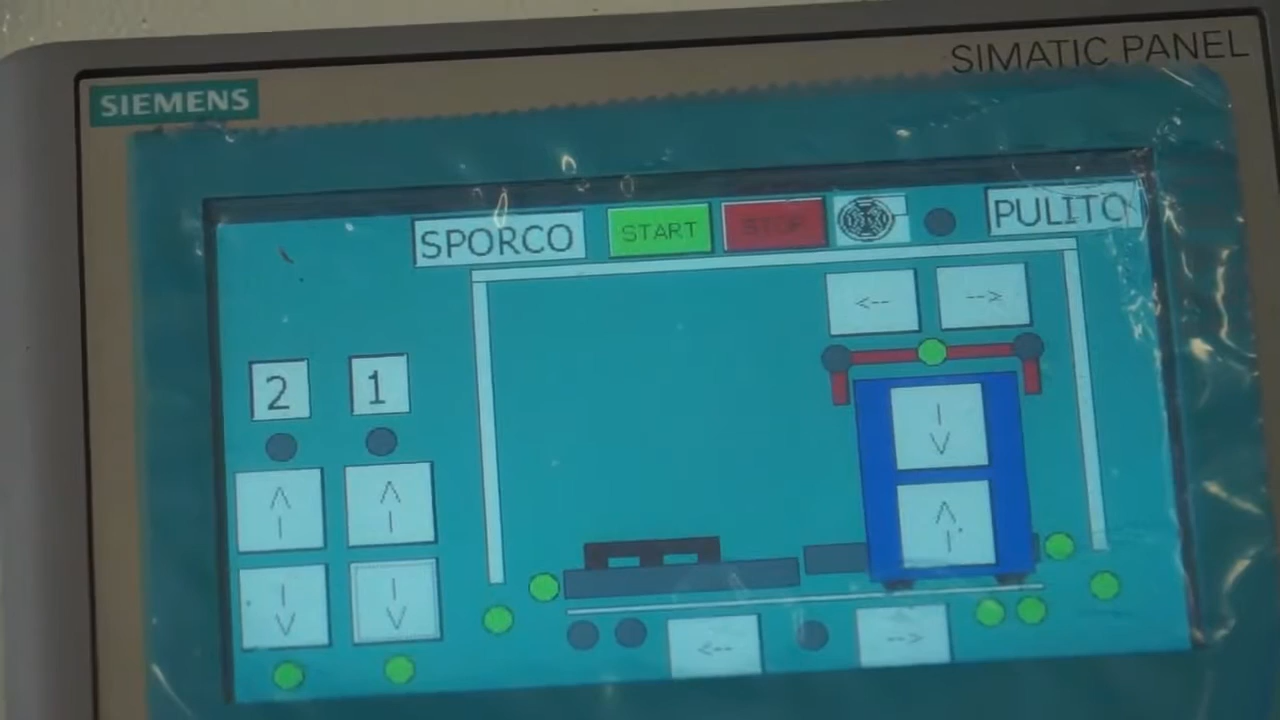 SIMATIC PANEL
SIEMENS
SPORCO
START
STOP
PULITO
<--
-->
2
1
<--
-->